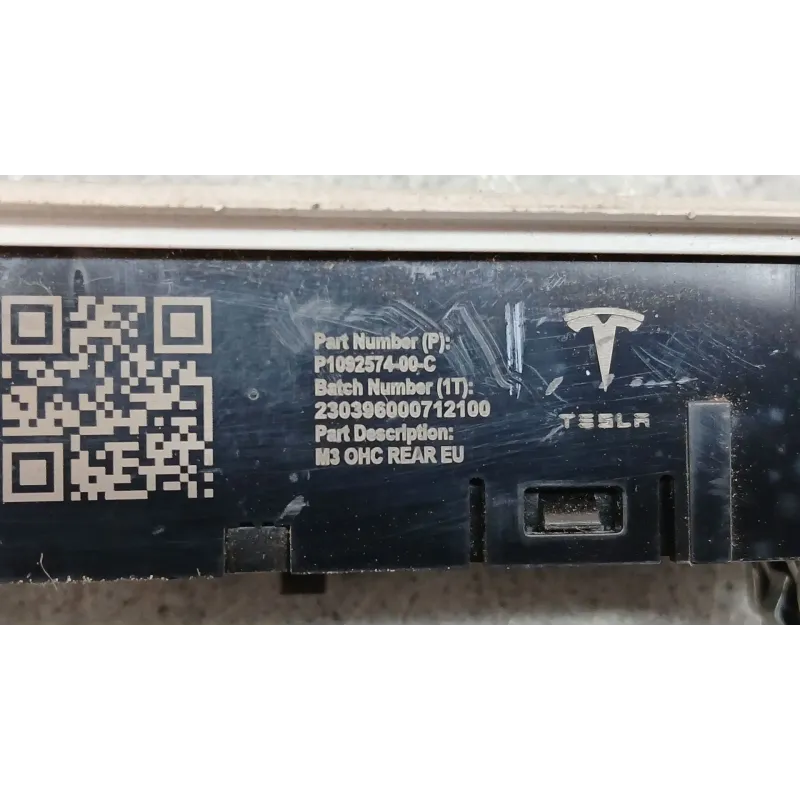 Part Number (P):
P1092574-00-C
Batch Number (1T):
230396000712100
Part Description:
M3 OHC REAR EU
TESLA